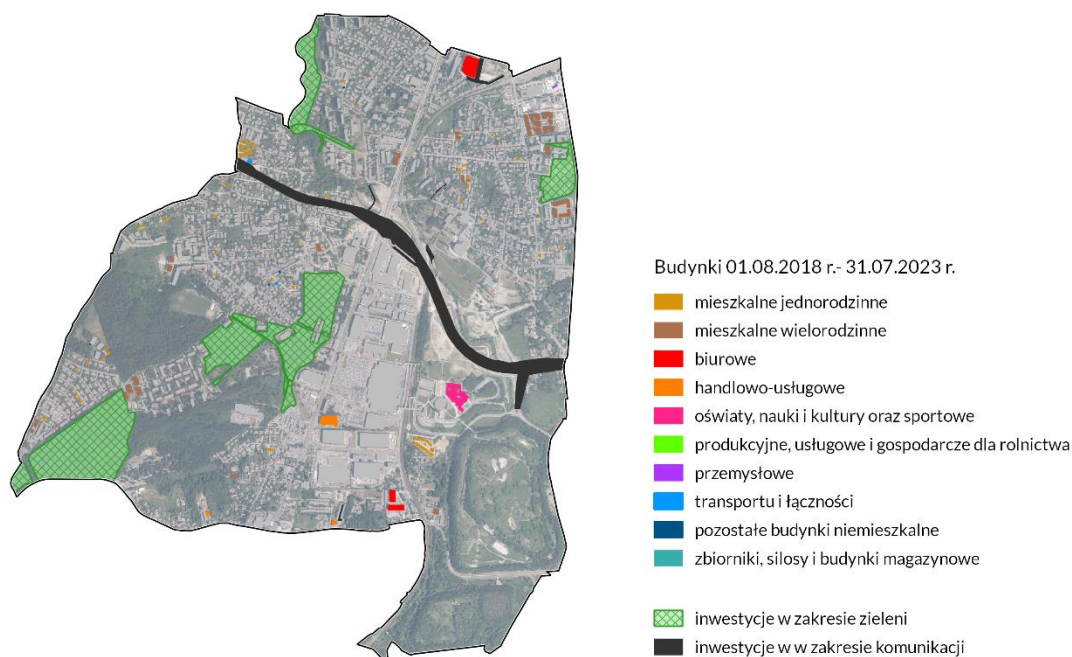 Budynki 01.08.2018 r.- 31.07.2023 r.
mieszkalne jednorodzinne
mieszkalne wielorodzinne
biurowe
handlowo-usługowe
oświaty, nauki i kultury oraz sportowe
produkcyjne, usługowe i gospodarcze dla rolnictwa
przemysłowe
transportu i łączności
pozostałe budynki niemieszkalne
zbiorniki, silosy i budynki magazynowe
inwestycje w zakresie zieleni
inwestycje w w zakresie komunikacji